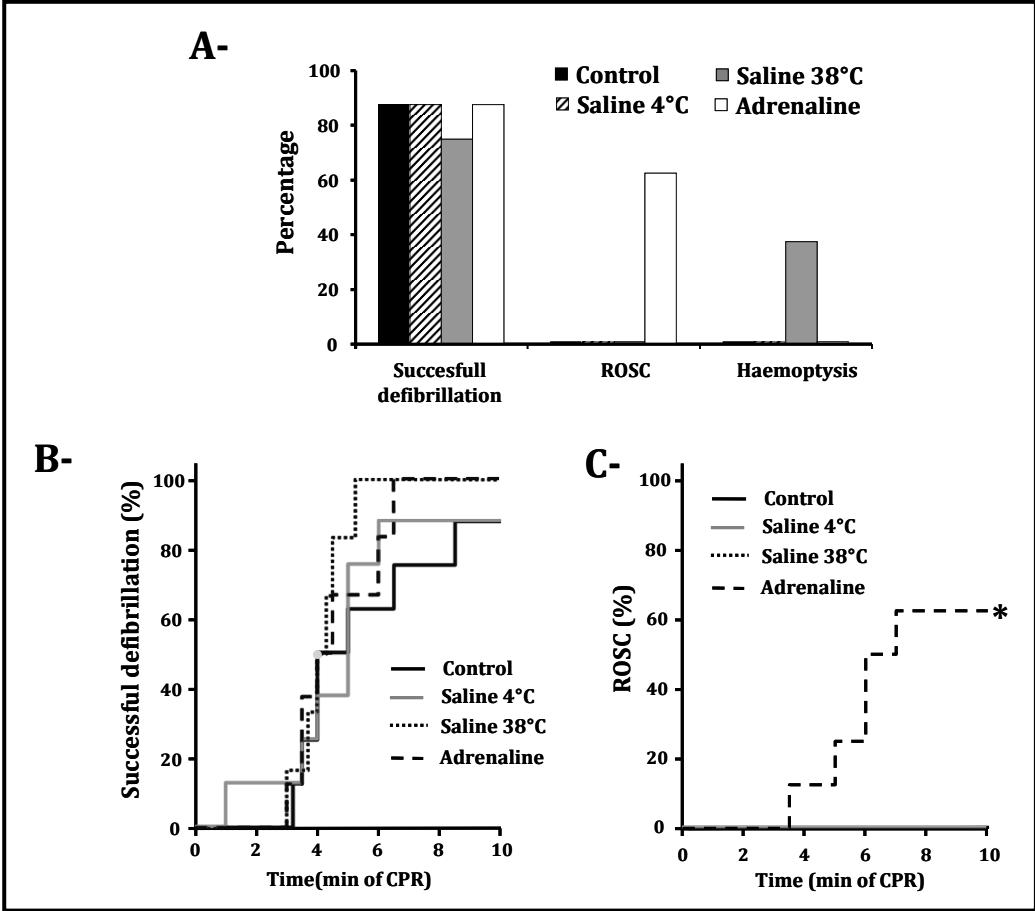 A-
Control
Saline 38°C
Saline 4°C
Adrenaline
Percentage
100
80
60
40
20
0
Succesfull
defibrillation
ROSC
Haemoptysis
B-
Successful defibrillation (%)
100
80
60
40
20
0
Control
Saline 4°C
Saline 38°C
Adrenaline
0 2 4 6 8 10
Time(min of CPR)
C-
ROSC (%)
100
80
60
40
20
0
Control
Saline 4°C
Saline 38°C
Adrenaline
*
0 2 4 6 8 10
Time (min of CPR)